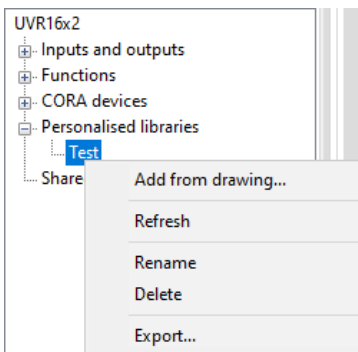 UVR16x2
Inputs and outputs
Functions
CORA devices
Personalised libraries
Test
Share
Add from drawing...
Refresh
Rename
Delete
Export...